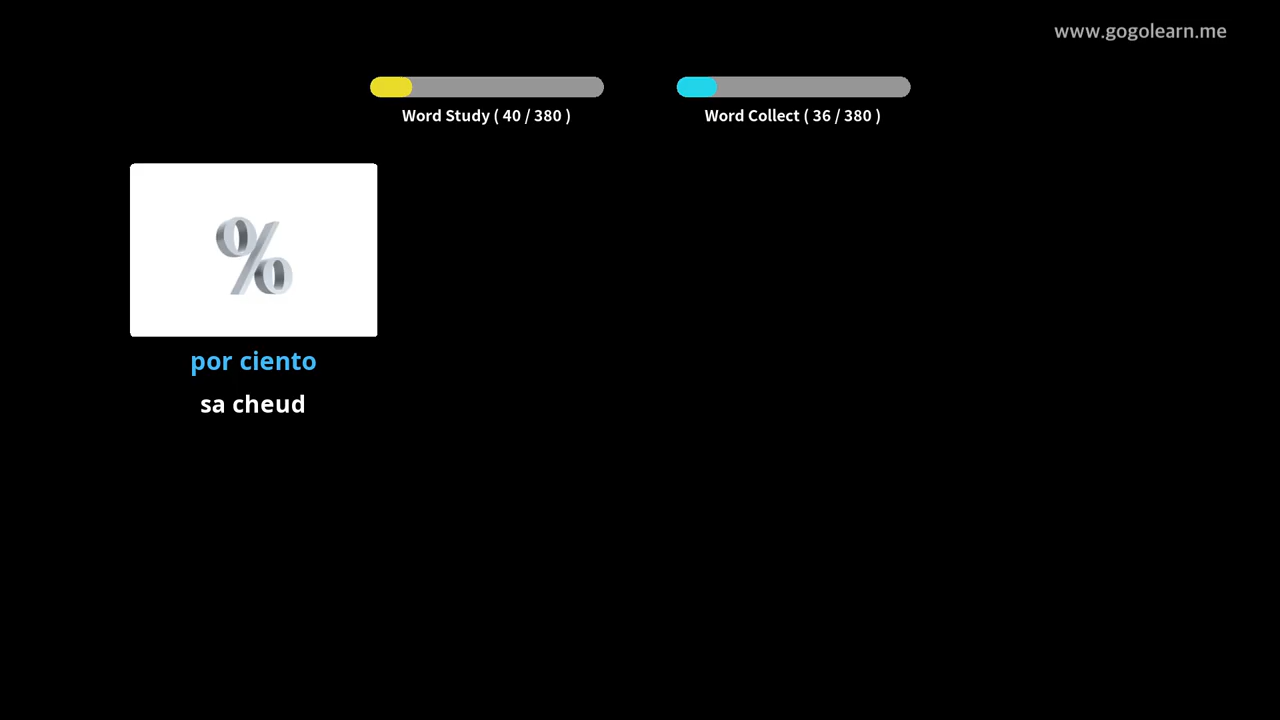 www.gogolearn.me
Word Study ( 40 / 380 )
Word Collect ( 36 / 380 )
%
por ciento
sa cheud